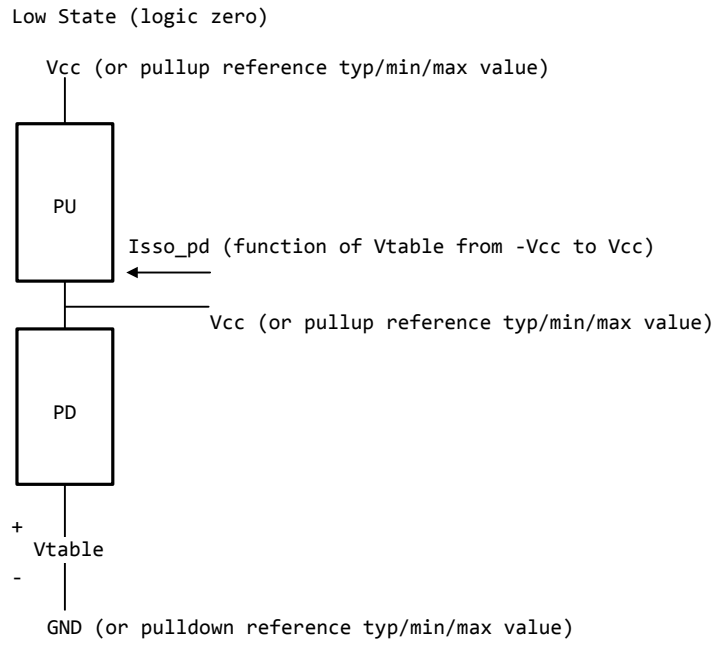 Low State (logic zero)
Vcc (or pullup reference typ/min/max value)
PU
Isso_pd (function of Vtable from -Vcc to Vcc)
Vcc (or pullup reference typ/min/max value)
PD
+
Vtable
-
GND (or pulldown reference typ/min/max value)